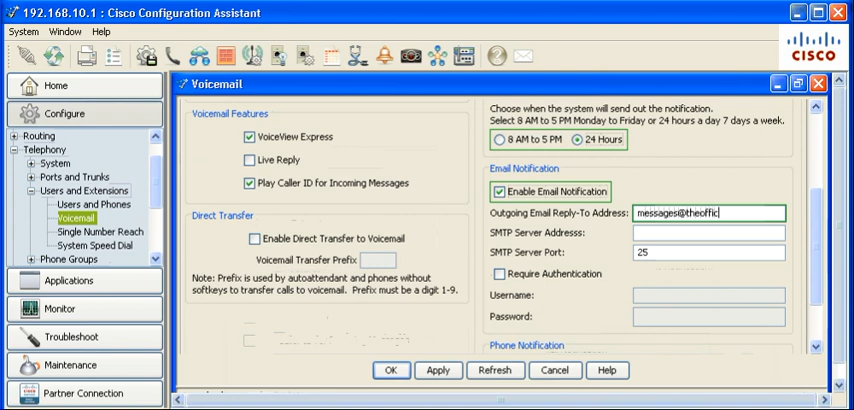 192.168.10.1 : Cisco Configuration Assistant
System Window Help
CISCO
Home
Configure
Routing
Telephony
System
Ports and Trunks
Users and Extensions
Users and Phones
Voicemail
Single Number Reach
System Speed Dial
Phone Groups
Applications
Monitor
Troubleshoot
Maintenance
Partner Connection
Voicemail
Voicemail Features
VoiceView Express
Live Reply
Play Caller ID for Incoming Messages
Direct Transfer
Enable Direct Transfer to Voicemail
Voicemail Transfer Prefix
Note: Prefix is used by autoattendant and phones without
softkeys to transfer calls to voicemail. Prefix must be a digit 1-9.
Choose when the system will send out the notification.
Select 8 AM to 5 PM Monday to Friday or 24 hours a day 7 days a week.
8 AM to 5 PM 24 Hours
Email Notification
Enable Email Notification
Outgoing Email Reply-To Address: messages@theoffic
SMTP Server Addresss:
SMTP Server Port: 25
Require Authentication
Username:
Password:
Phone Notification
OK Apply Refresh Cancel Help